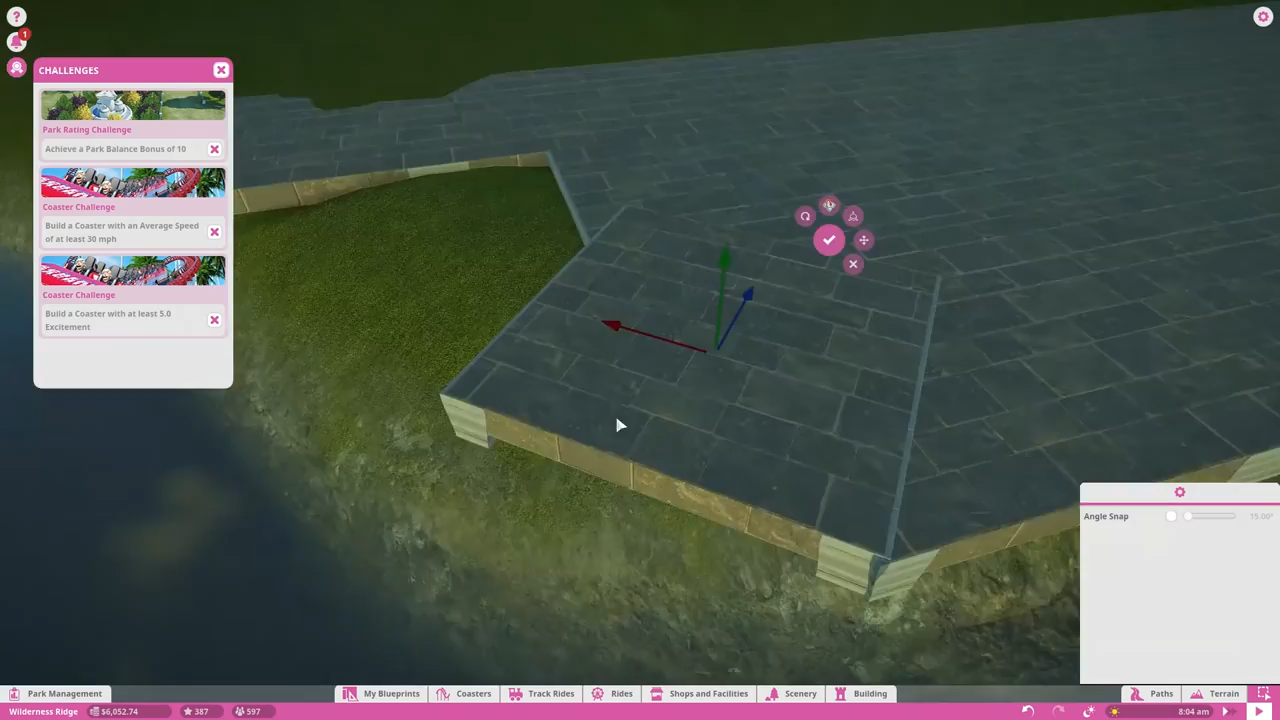 ?
1
CHALLENGES
Park Rating Challenge
Achieve a Park Balance Bonus of 10
Coaster Challenge
Build a Coaster with an Average Speed
of at least 30 mph
Coaster Challenge
Build a Coaster with at least 5.0
Excitement
Angle Snap
15.00°
Park Management
My Blueprints
Coasters
Track Rides
Rides
Shops and Facilities
Scenery
Building
Paths
Terrain
Wilderness Ridge
$6,052.74
387
597
8:04 am